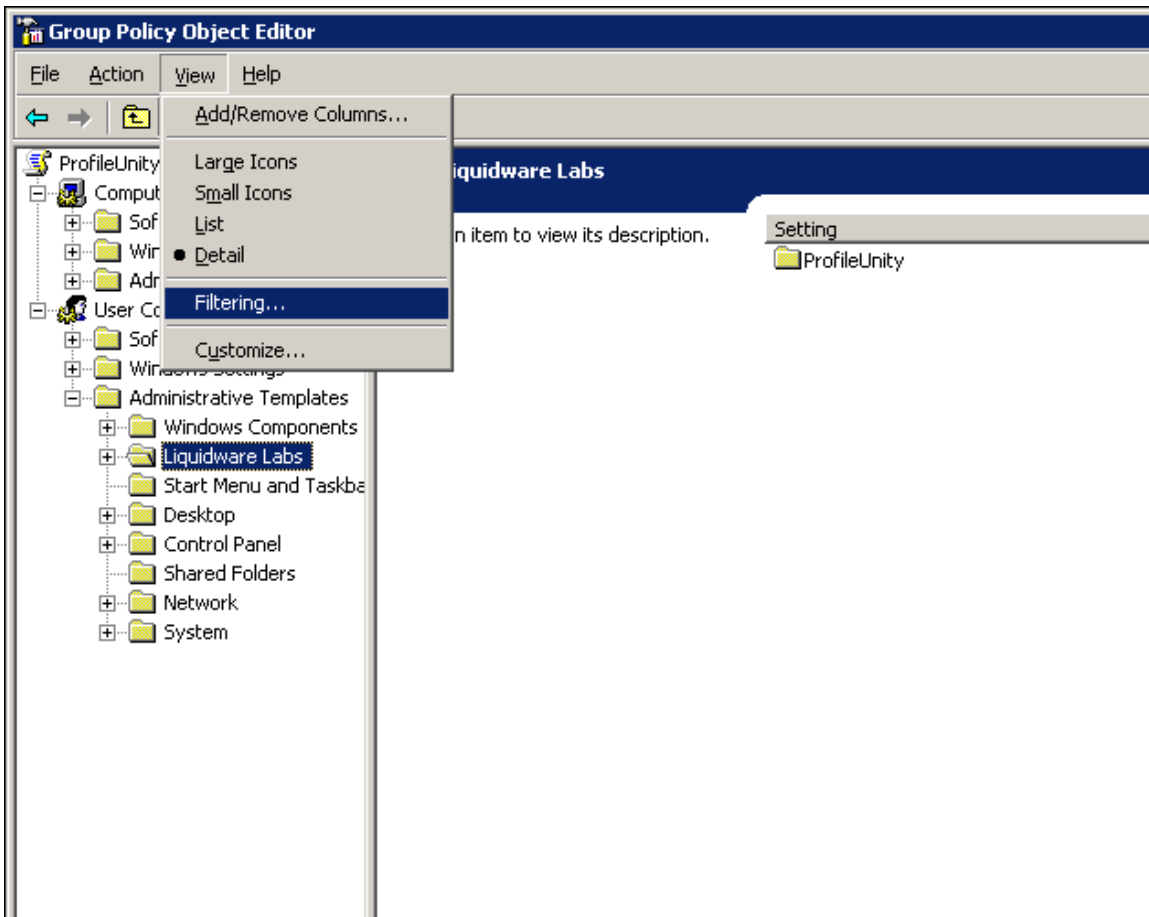 Group Policy Object Editor
File Action View Help
Add/Remove Columns...
Large Icons
Small Icons
List
Detail
Filtering...
Customize...
ProfileUnity
Comput
Sof
Wir
Adr
User Co
Sof
Windows Settings
Administrative Templates
Windows Components
Liquidware Labs
Start Menu and Taskba
Desktop
Control Panel
Shared Folders
Network
System
iquidware Labs
n item to view its description.
Setting
ProfileUnity